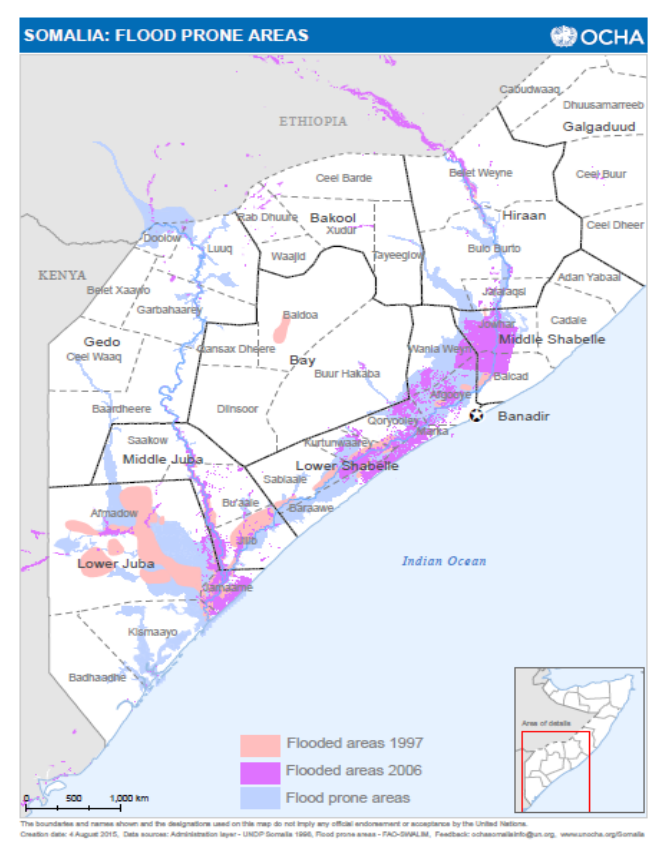 SOMALIA: FLOOD PRONE AREAS
OCHA
Cabudwaaq
Dhuusamarreeb
ETHIOPIA
Galgaduud
Ceel Barde
Belet Weyne
Ceel Buur
Rab Dhuure
Bakool
Hiraan
Xudur
Ceel Dheer
Doolow
Luuq
Waajid
Tayeeglow
Bulo Burto
KENYA
Adan Yabaal
Belet Xaawo
Jalalaqsi
Garbahaarey
Baidoa
Jowhar
Cadale
Gedo
Qansax Dheere
Wanla Weyn
Middle Shabelle
Ceel Waaq
Bay
Buur Hakaba
Balcad
Afgooye
Baardheere
Diinsoor
Banadir
Qoryooley
Marka
Saakow
Kurtunwaarey
Middle Juba
Lower Shabelle
Sablaale
Bu'aale
Baraawe
Afmadow
Jilib
Indian Ocean
Lower Juba
Jamaame
Kismaayo
Badhaadhe
Area of details
Flooded areas 1997
Flooded areas 2006
Flood prone areas
0 500 1,000 km
The boundaries and names shown and the designations used on this map do not imply any official endorsement or acceptance by the United Nations.
Creation date: 4 August 2015, Data sources: Administration layer - UNDP Somalia 1998, Flood prone areas - FAO-SWALIM, Feedback: ochasomaliainfo@un.org, www.unocha.org/Somalia